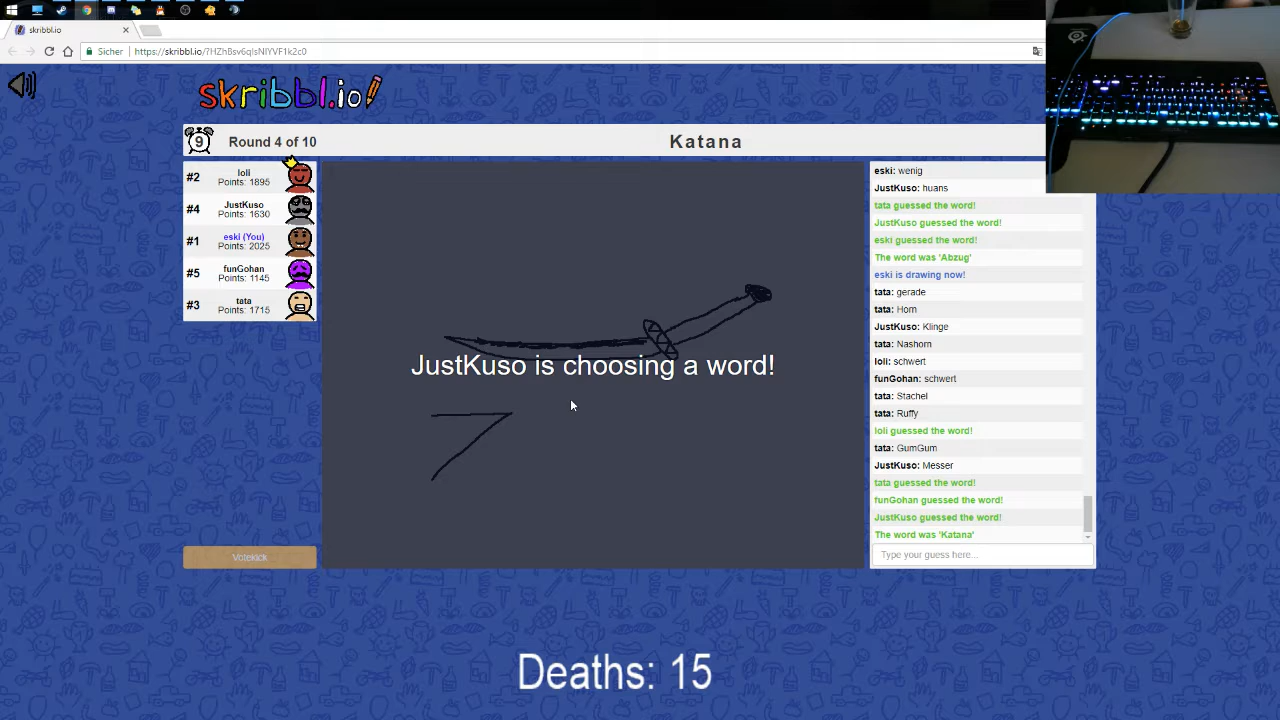 skribbl.io
Sicher
https://skribbl.io/?HZhBsv6qIsNIYVF1k2c0
skribbl.io
9
Round 4 of 10
Katana
#2
loli
Points: 1895
#4
JustKuso
Points: 1630
#1
eski (You)
Points: 2025
#5
funGohan
Points: 1145
#3
tata
Points: 1715
Votekick
JustKuso is choosing a word!
eski: wenig
JustKuso: huans
tata guessed the word!
JustKuso guessed the word!
eski guessed the word!
The word was 'Abzug'
eski is drawing now!
tata: gerade
tata: Horn
JustKuso: Klinge
tata: Nashorn
loli: schwert
funGohan: schwert
tata: Stachel
tata: Ruffy
loli guessed the word!
tata: GumGum
JustKuso: Messer
tata guessed the word!
funGohan guessed the word!
JustKuso guessed the word!
The word was 'Katana'
Type your guess here...
Deaths: 15